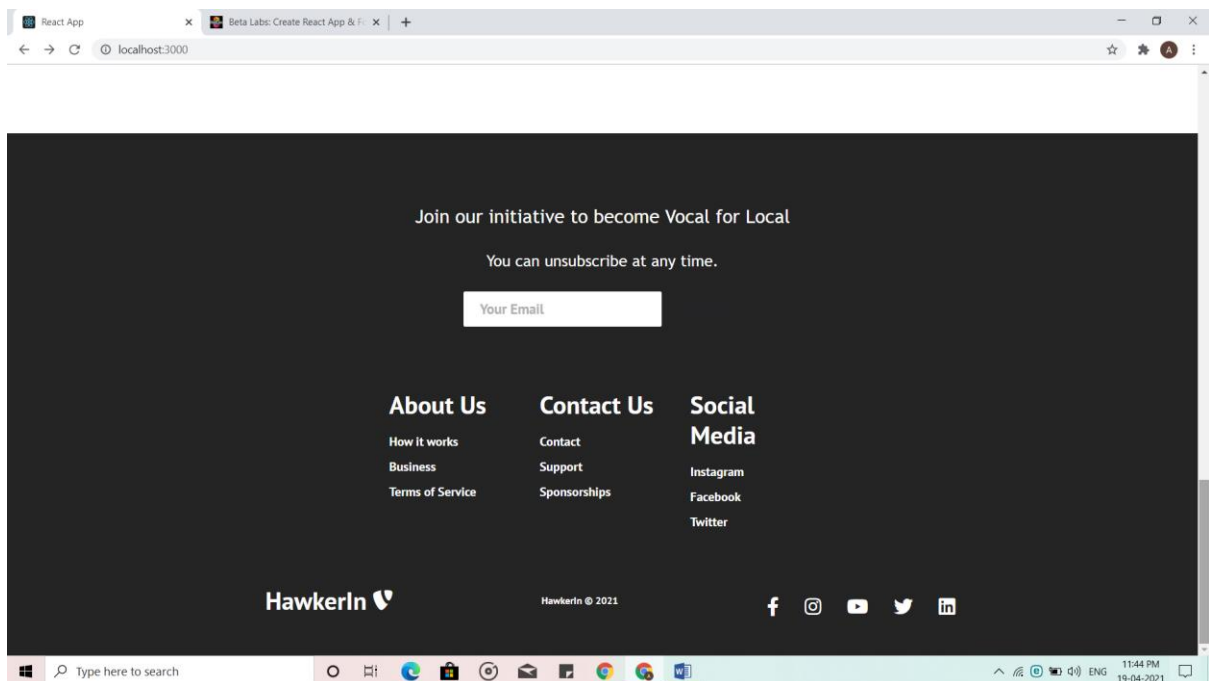 React App
Beta Labs: Create React App & F
localhost:3000
A
Join our initiative to become Vocal for Local
You can unsubscribe at any time.
Your Email
About Us
How it works
Business
Terms of Service
Contact Us
Contact
Support
Sponsorships
Social
Media
Instagram
Facebook
Twitter
HawkerIn
HawkerIn © 2021
Type here to search
ENG
11:44 PM
19-04-2021